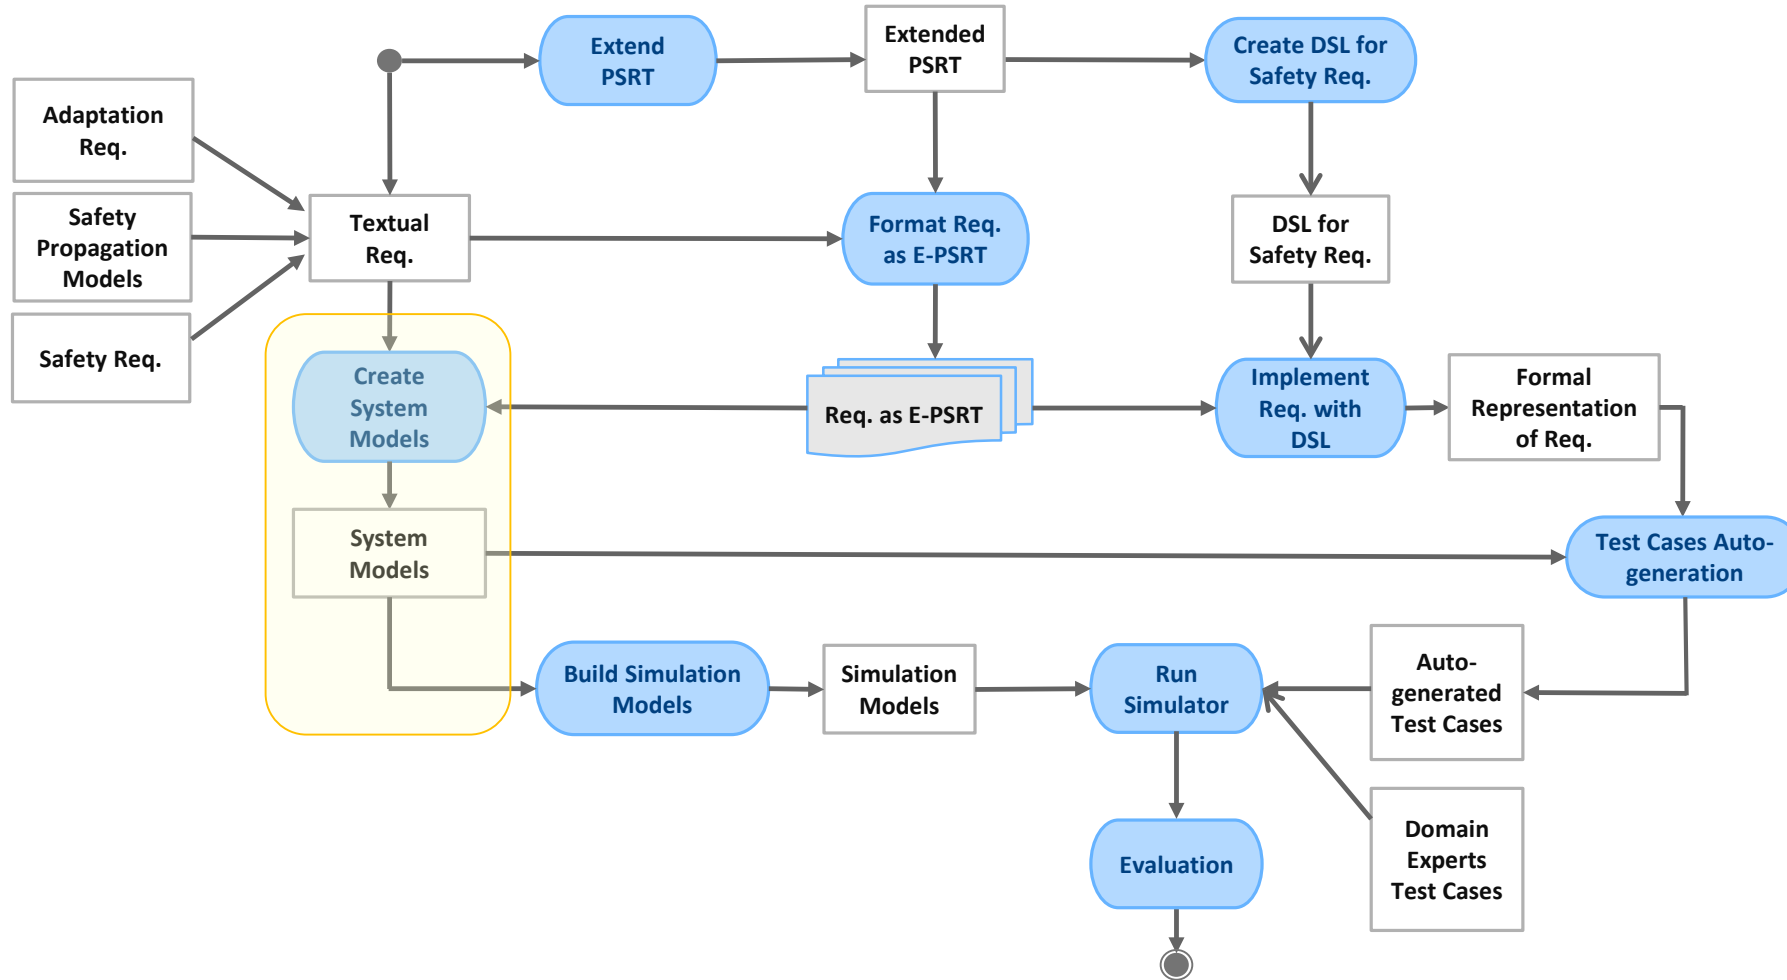 Extend
PSRT
Extended
PSRT
Create DSL for
Safety Req.
Adaptation
Req.
Safety
Propagation
Models
Safety Req.
Textual
Req.
Format Req.
as E-PSRT
DSL for
Safety Req.
Create
System
Models
Req. as E-PSRT
Implement
Req. with
DSL
Formal
Representation
of Req.
System
Models
Test Cases Auto-
generation
Build Simulation
Models
Simulation
Models
Run
Simulator
Auto-
generated
Test Cases
Evaluation
Domain
Experts
Test Cases